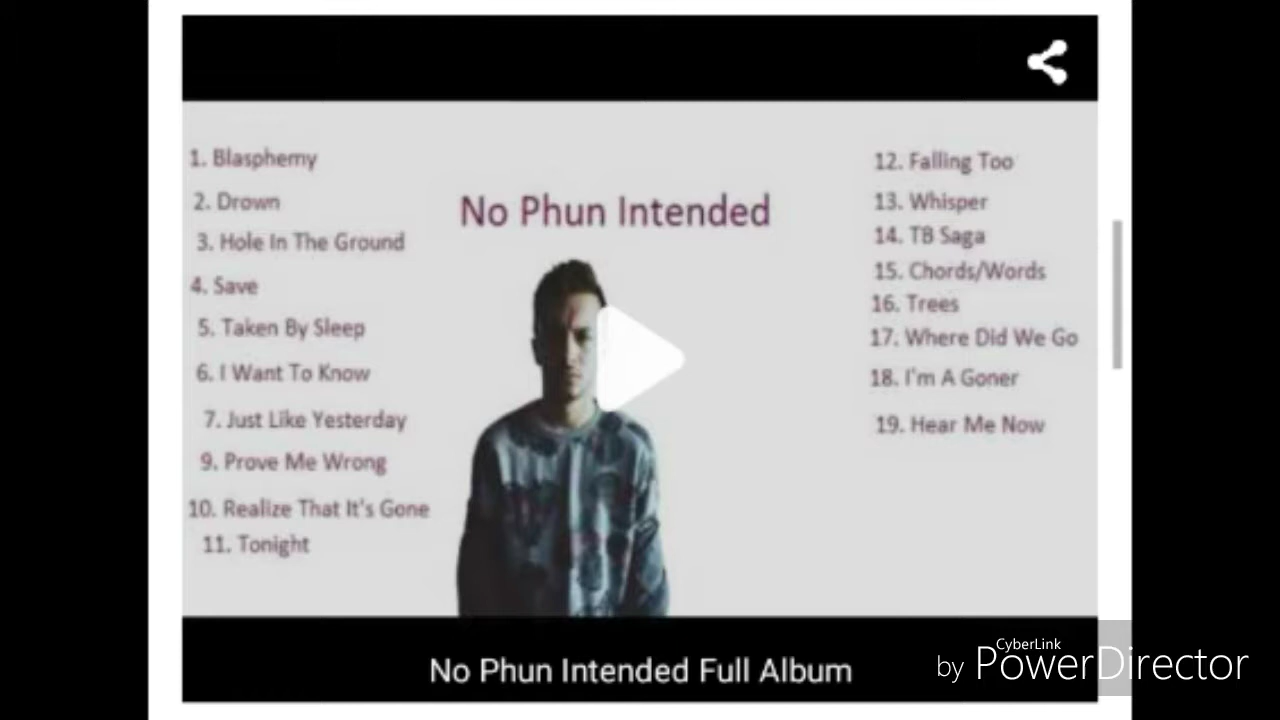 1. Blasphemy
2. Drown
3. Hole In The Ground
4. Save
5. Taken By Sleep
6. I Want To Know
7. Just Like Yesterday
9. Prove Me Wrong
10. Realize That It's Gone
11. Tonight
No Phun Intended
12. Falling Too
13. Whisper
14. TB Saga
15. Chords/Words
16. Trees
17. Where Did We Go
18. I'm A Goner
19. Hear Me Now
No Phun Intended Full Album
CyberLink
by PowerDirector